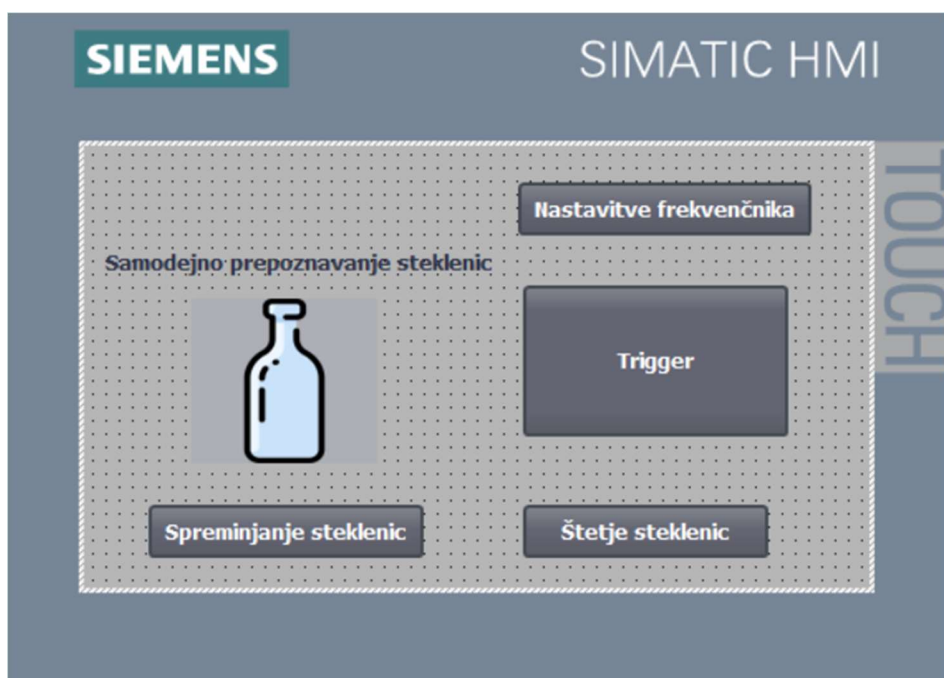 SIEMENS
SIMATIC HMI
TOUCH
Nastavitve frekvenčnika
Samodejno prepoznavanje steklenic
Trigger
Spreminjanje steklenic
Štetje steklenic